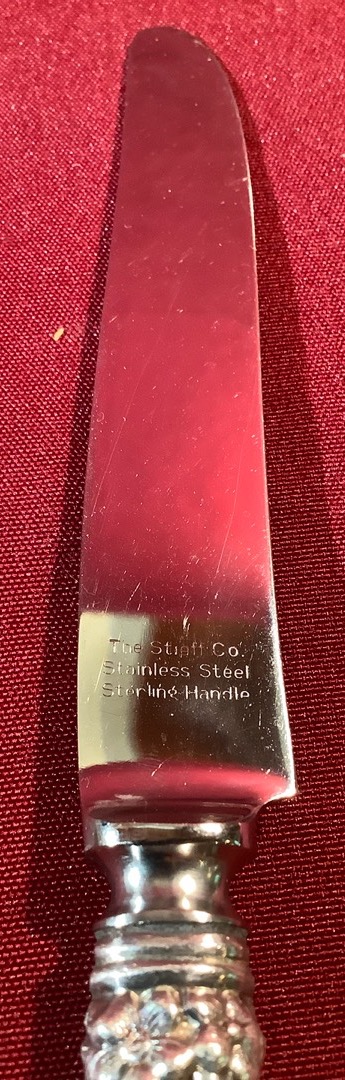 The Stieff Co.
Stainless Steel
Sterling Handle